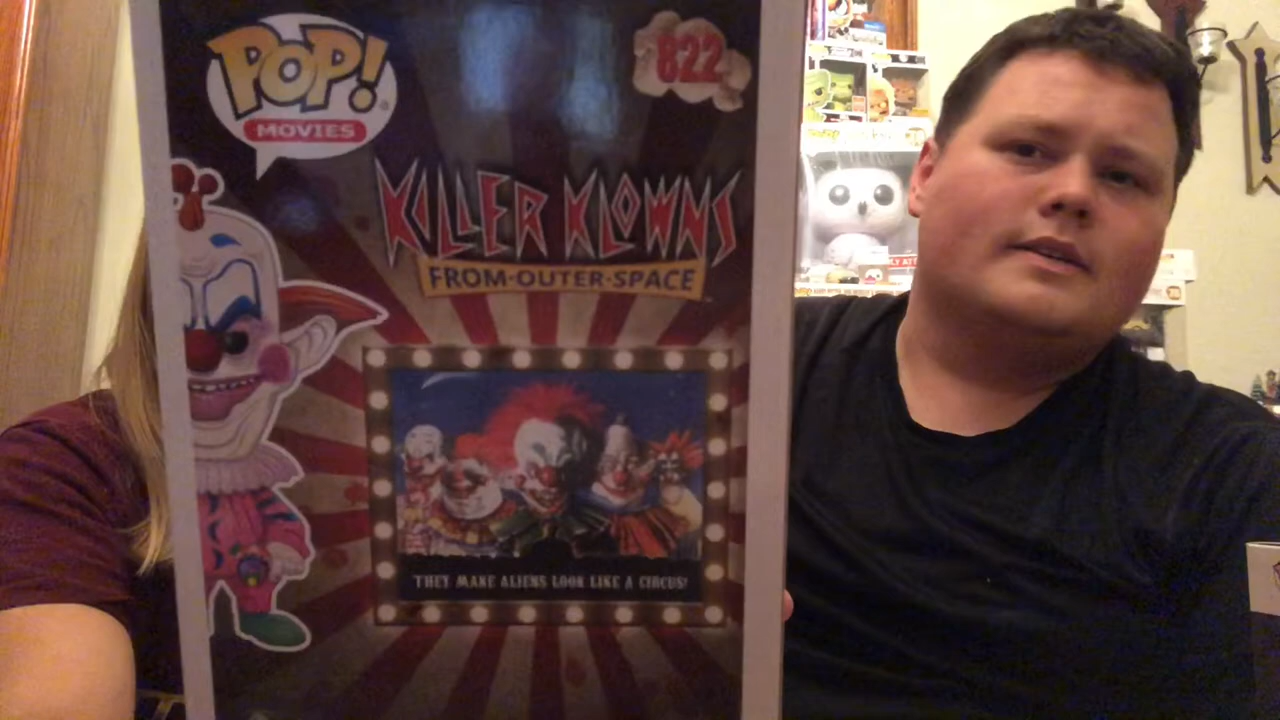 POP!
MOVIES
822
KILLER KLOWNS
FROM·OUTER·SPACE
THEY MAKE ALIENS LOOK LIKE A CIRCUS!